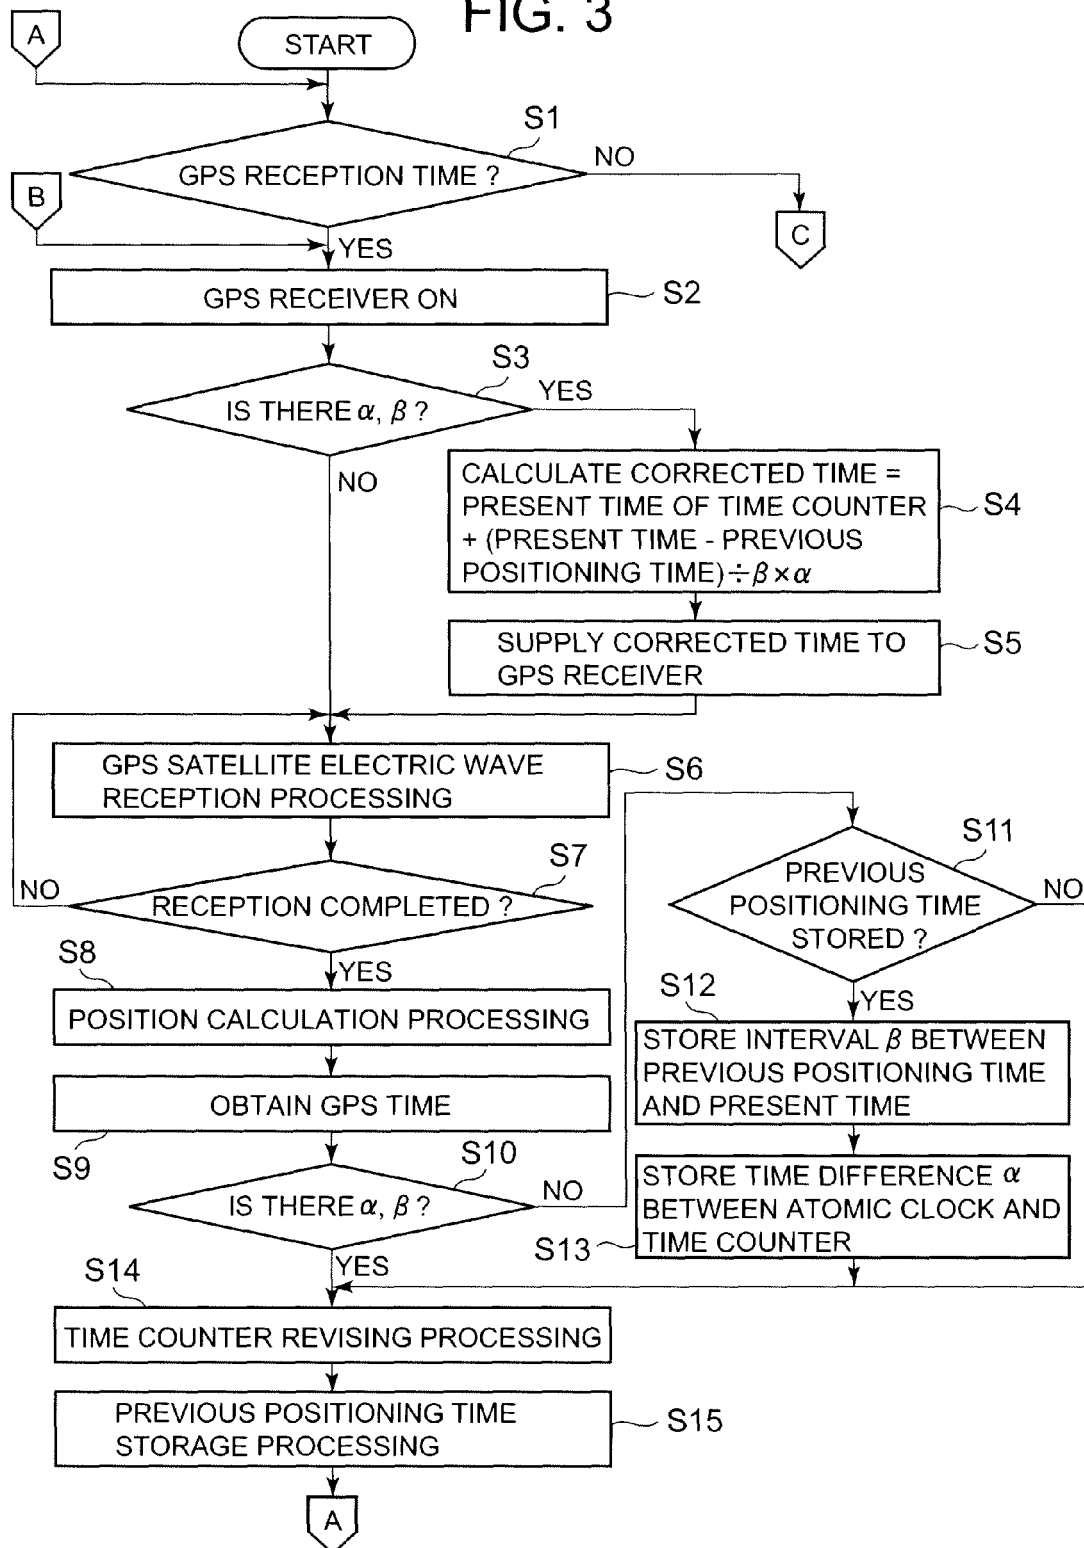 FIG. 3
A
START
S1
GPS RECEPTION TIME ?
NO
B
C
YES
GPS RECEIVER ON
S2
S3
IS THERE α, β ?
YES
NO
CALCULATE CORRECTED TIME =
PRESENT TIME OF TIME COUNTER
+ (PRESENT TIME - PREVIOUS
POSITIONING TIME) ÷ β × α
S4
SUPPLY CORRECTED TIME TO
GPS RECEIVER
S5
GPS SATELLITE ELECTRIC WAVE
RECEPTION PROCESSING
S6
S7
RECEPTION COMPLETED ?
NO
YES
S8
POSITION CALCULATION PROCESSING
OBTAIN GPS TIME
S9
S10
IS THERE α, β ?
NO
YES
S11
PREVIOUS
POSITIONING TIME
STORED ?
NO
YES
S12
STORE INTERVAL β BETWEEN
PREVIOUS POSITIONING TIME
AND PRESENT TIME
STORE TIME DIFFERENCE α
BETWEEN ATOMIC CLOCK AND
TIME COUNTER
S13
S14
TIME COUNTER REVISING PROCESSING
PREVIOUS POSITIONING TIME
STORAGE PROCESSING
S15
A